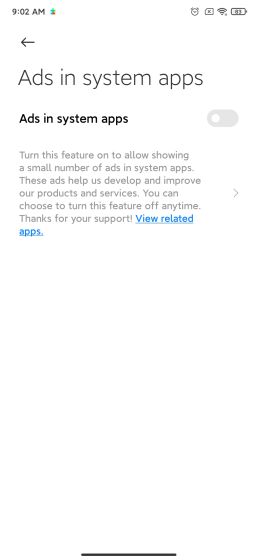 9:02 AM
83
Ads in system apps
Ads in system apps
Turn this feature on to allow showing
a small number of ads in system apps.
These ads help us develop and improve
our products and services. You can
choose to turn this feature off anytime.
Thanks for your support! View related
apps.